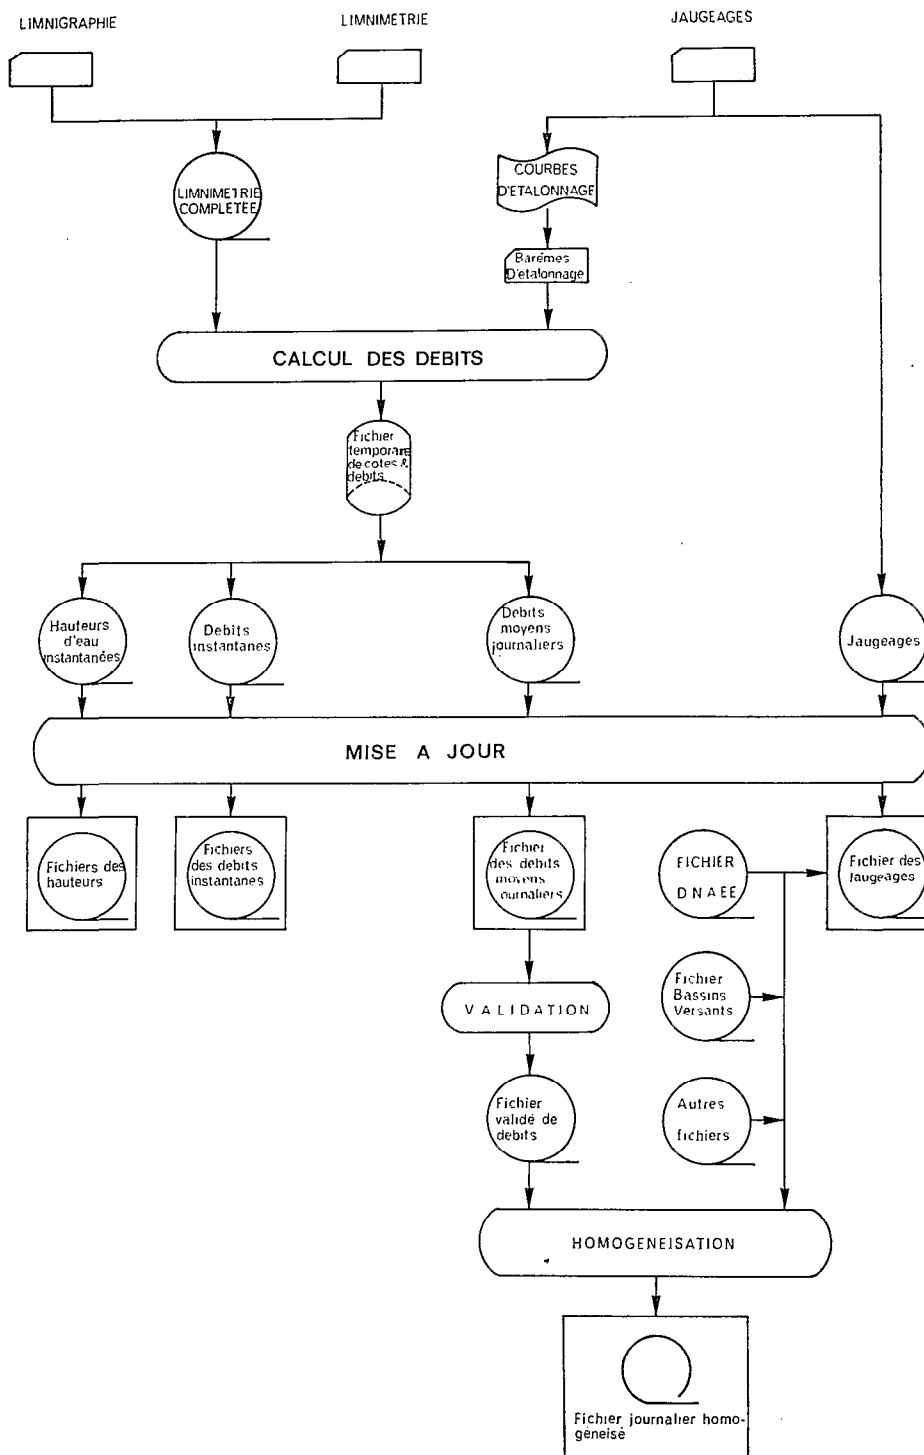 LIMNIGRAPHIE
LIMNIMETRIE
JAUGEAGES
LIMNIMETRIE
COMPLETÉE
COURBES
D'ETALONNAGE
Barêmes
D'etalonnage
CALCUL DES DEBITS
Fichier
temporare
de cotes &
debits
Hauteurs
d'eau
instantanées
Debits
instantanes
Debits
moyens
journaliers
Jaugeages
MISE A JOUR
Fichiers des
hauteurs
Fichiers
des debits
instantanes
Fichier
des debits
moyens
journaliers
FICHIER
DNAEE
Fichier des
Jaugeages
Fichier
Bassins
Versants
VALIDATION
Fichier
validé de
debits
Autres
fichiers
HOMOGENEISATION
Fichier journalier homo-
géneisé